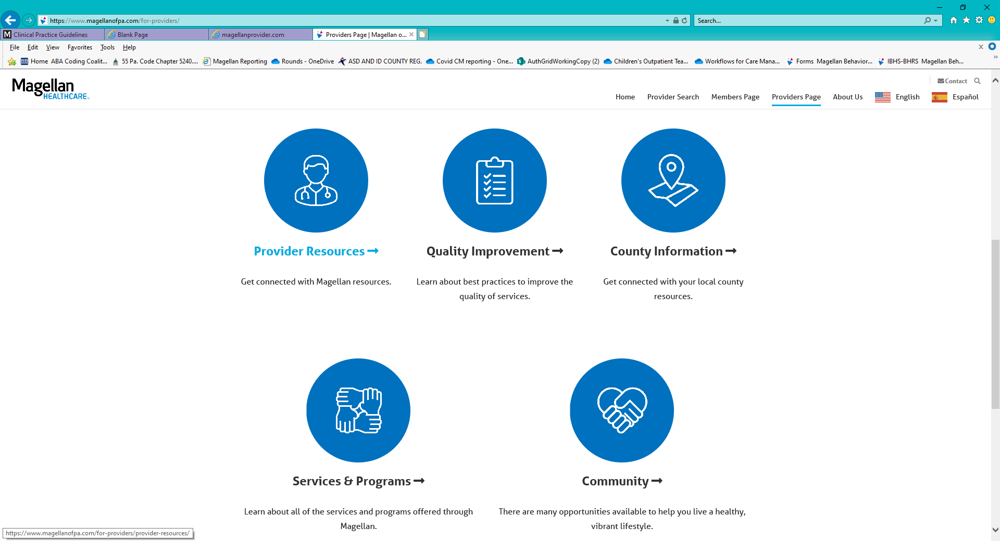 https://www.magellanofpa.com/for-providers/
Search...
Clinical Practice Guidelines
Blank Page
magellanprovider.com
Providers Page | Magellan o...
File Edit View Favorites Tools Help
Home ABA Coding Coalit...
55 Pa. Code Chapter 5240....
Magellan Reporting
Rounds - OneDrive
ASD AND ID COUNTY REG.
Covid CM reporting - One...
AuthGridWorkingCopy (2)
Children's Outpatient Tea...
Workflows for Care Mana...
Forms Magellan Behavior...
IBHS-BHRS Magellan Beh...
Magellan
HEALTHCARE
Contact
Home Provider Search Members Page Providers Page About Us English Español
Provider Resources
Get connected with Magellan resources.
Quality Improvement
Learn about best practices to improve the
quality of services.
County Information
Get connected with your local county
resources.
Services & Programs
Learn about all of the services and programs offered through
Magellan.
Community
There are many opportunities available to help you live a healthy,
vibrant lifestyle.
https://www.magellanofpa.com/for-providers/provider-resources/